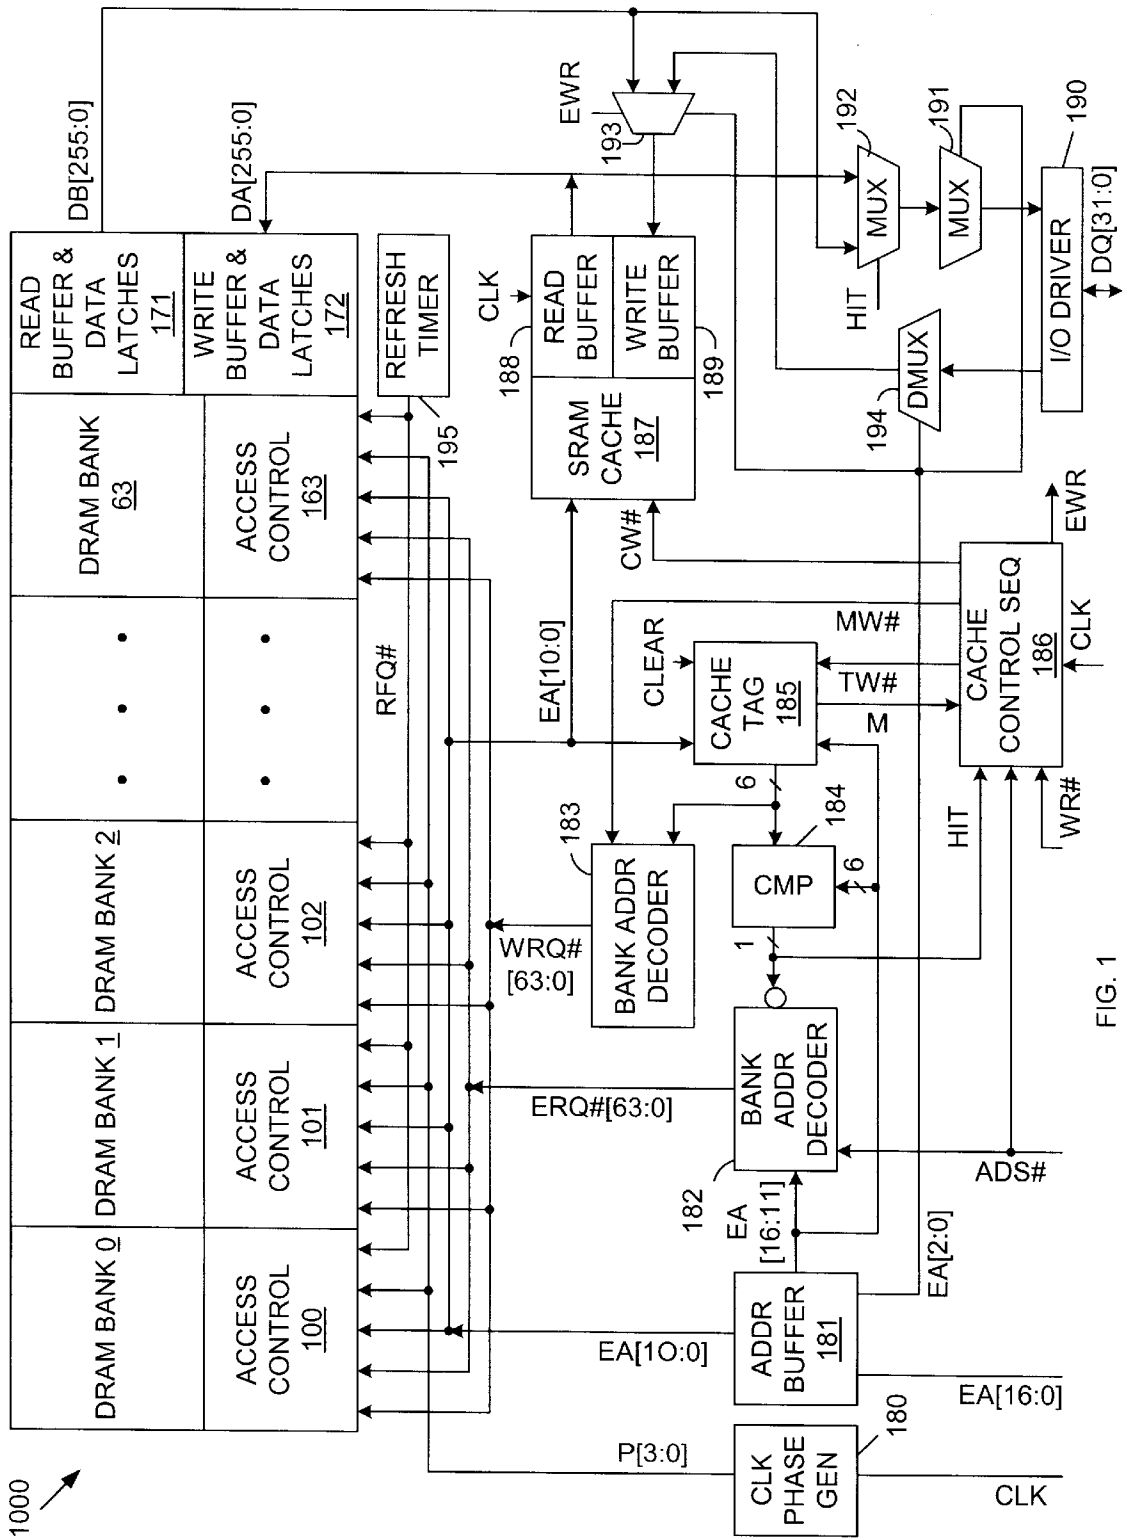 1000
DRAM BANK 0
ACCESS
CONTROL
100
DRAM BANK 1
ACCESS
CONTROL
101
DRAM BANK 2
ACCESS
CONTROL
102
DRAM BANK
63
ACCESS
CONTROL
163
READ
BUFFER &
DATA
LATCHES
171
WRITE
BUFFER &
DATA
LATCHES
172
DB[255:0]
DA[255:0]
REFRESH
TIMER
195
RFQ#
P[3:0]
EA[1O:0]
ERQ#[63:0]
WRQ#
[63:0]
EA[10:0]
CLK
PHASE
GEN
180
CLK
ADDR
BUFFER
181
EA[16:0]
EA[2:0]
EA
[16:11]
182
BANK
ADDR
DECODER
ADS#
183
BANK ADDR
DECODER
1
CMP
184
6
6
CLEAR
CACHE
TAG
185
MW#
TW#
M
HIT
WR#
CACHE
CONTROL SEQ
186
CLK
EWR
CW#
SRAM
CACHE
187
CLK
188
READ
BUFFER
WRITE
BUFFER
189
EWR
193
HIT
MUX
192
MUX
191
194
DMUX
I/O DRIVER
190
DQ[31:0]
FIG. 1